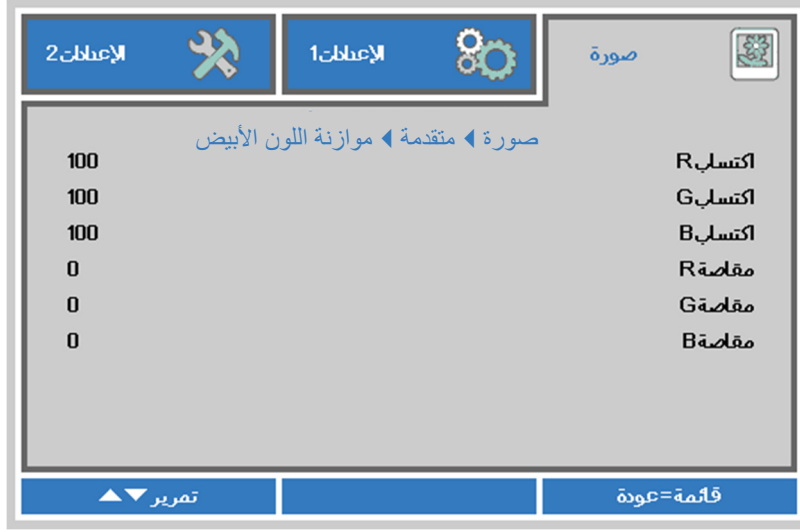 صورة
الإعدادات1
الإعدادات2
صورة ⏵ متقدمة ⏵ موازنة اللون الأبيض
اكتسابR 100
اكتسابG 100
اكتسابB 100
مقاصةR 0
مقاصةG 0
مقاصةB 0
قائمة=عودة
تمرير ▼▲